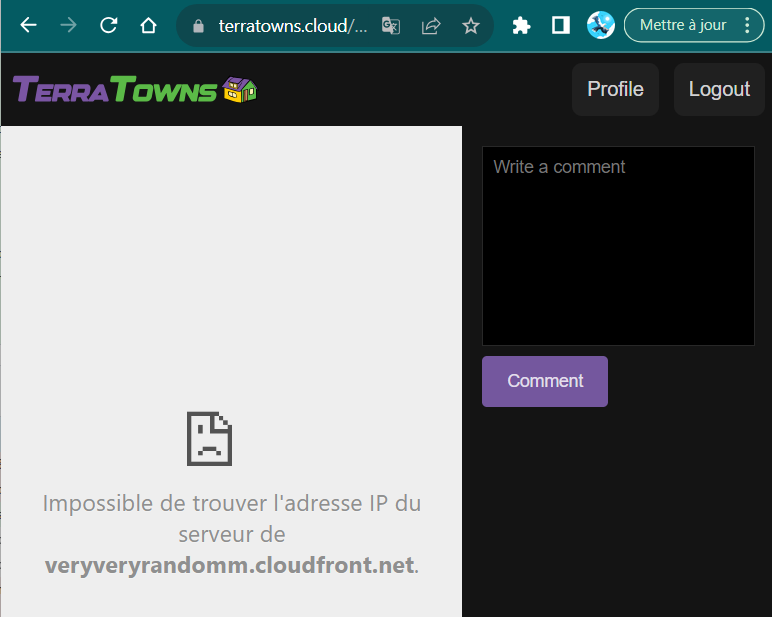 terratowns.cloud/...
Mettre à jour
TERRATOWNS
Profile
Logout
Write a comment
Comment
Impossible de trouver l'adresse IP du
serveur de
veryveryrandomm.cloudfront.net.